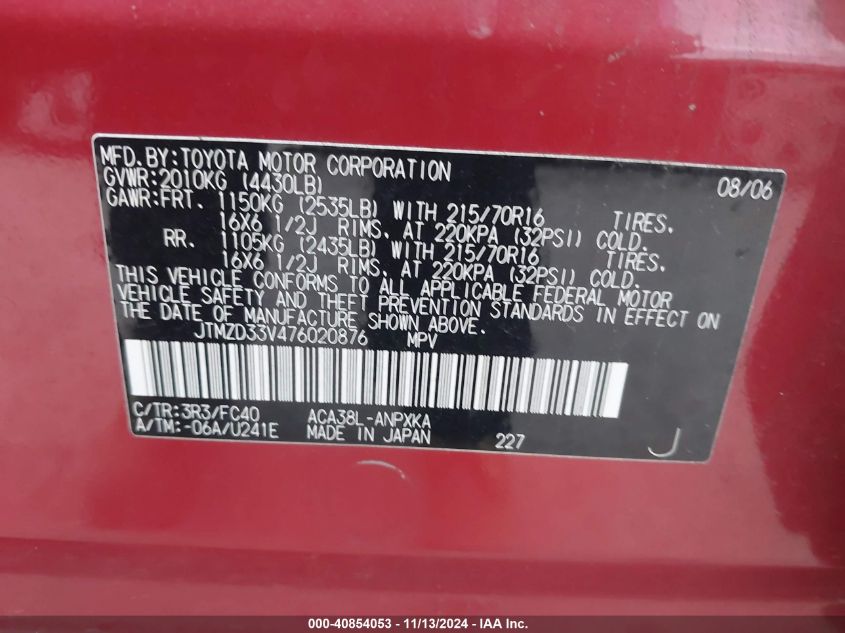 MFD. BY: TOYOTA MOTOR CORPORATION 08/06
GVWR: 2010KG (4430LB)
GAWR: FRT. 1150KG (2535LB) WITH 215/70R16 TIRES.
16X6 1/2J RIMS. AT 220KPA (32PSI) COLD.
RR. 1105KG (2435LB) WITH 215/70R16 TIRES.
16X6 1/2J RIMS. AT 220KPA (32PSI) COLD.
THIS VEHICLE CONFORMS TO ALL APPLICABLE FEDERAL MOTOR
VEHICLE SAFETY AND THEFT PREVENTION STANDARDS IN EFFECT ON
THE DATE OF MANUFACTURE SHOWN ABOVE.
JTMZD33V476020876 MPV
C/TR: 3R3/FC40 ACA38L-ANPXKA
A/TM: -06A/U241E MADE IN JAPAN 227 J
000-40854053 - 11/13/2024 - IAA Inc.